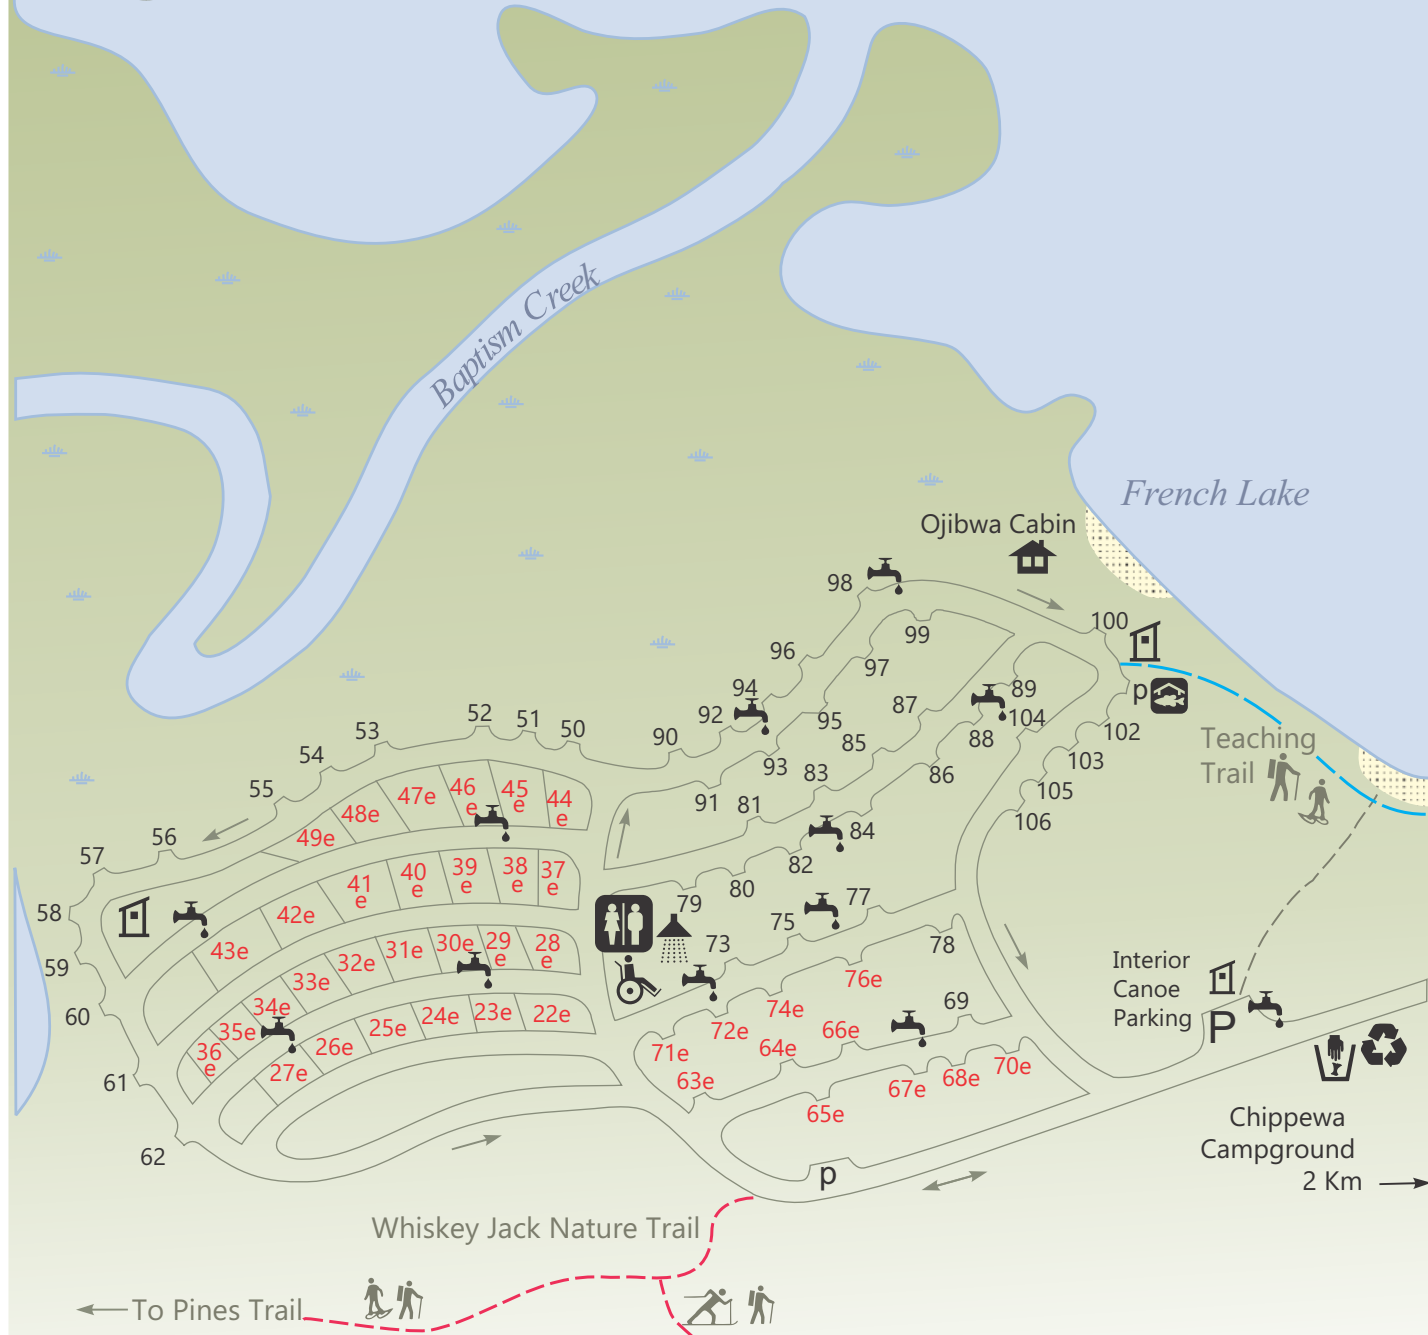 Baptism Creek
French Lake
Ojibwa Cabin
98
100
99
96
97
94
89
92
95
87
104
52
51
50
53
90
88
102
54
85
93
83
86
103
55
46
e
45
e
47e
44
e
91
81
105
48e
49e
84
106
56
57
82
40
e
39
e
38
e
37
e
41
e
80
77
79
58
42e
75
43e
31e
30e
29
e
28
e
73
78
59
32e
33e
76e
60
34e
35e
25e
24e
23e
22e
72e
74e
66e
69
36
e
26e
27e
71e
64e
63e
61
67e
68e
70e
65e
62
p
Teaching
Trail
Interior
Canoe
Parking
P
Chippewa
Campground
2 Km
p
Whiskey Jack Nature Trail
To Pines Trail